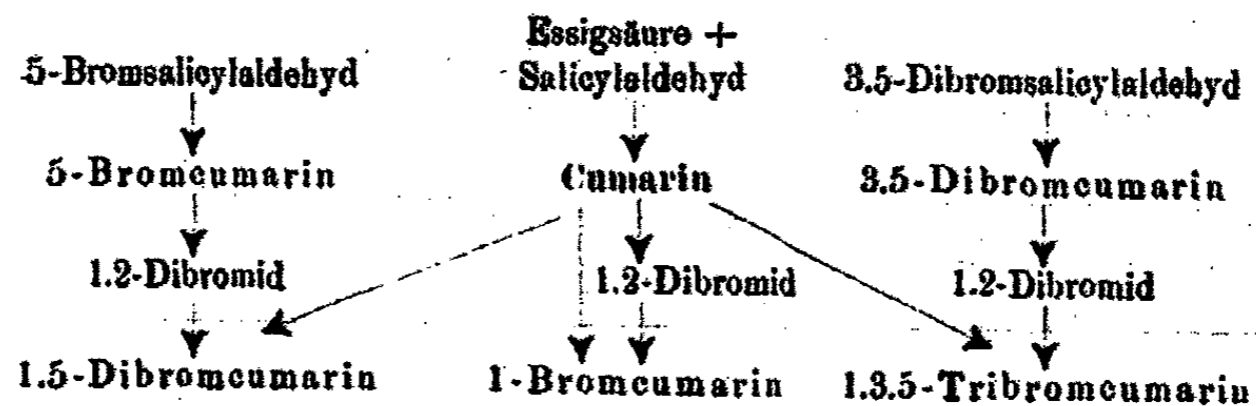 Essigsäure +
5-Bromsalicylaldehyd Salicylaldehyd 3.5-Dibromsalicylaldehyd
5-Bromcumarin Cumarin 3.5-Dibromcumarin
1.2-Dibromid 1.2-Dibromid 1.2-Dibromid
1.5-Dibromcumarin 1-Bromcumarin 1.3.5-Tribromcumarin